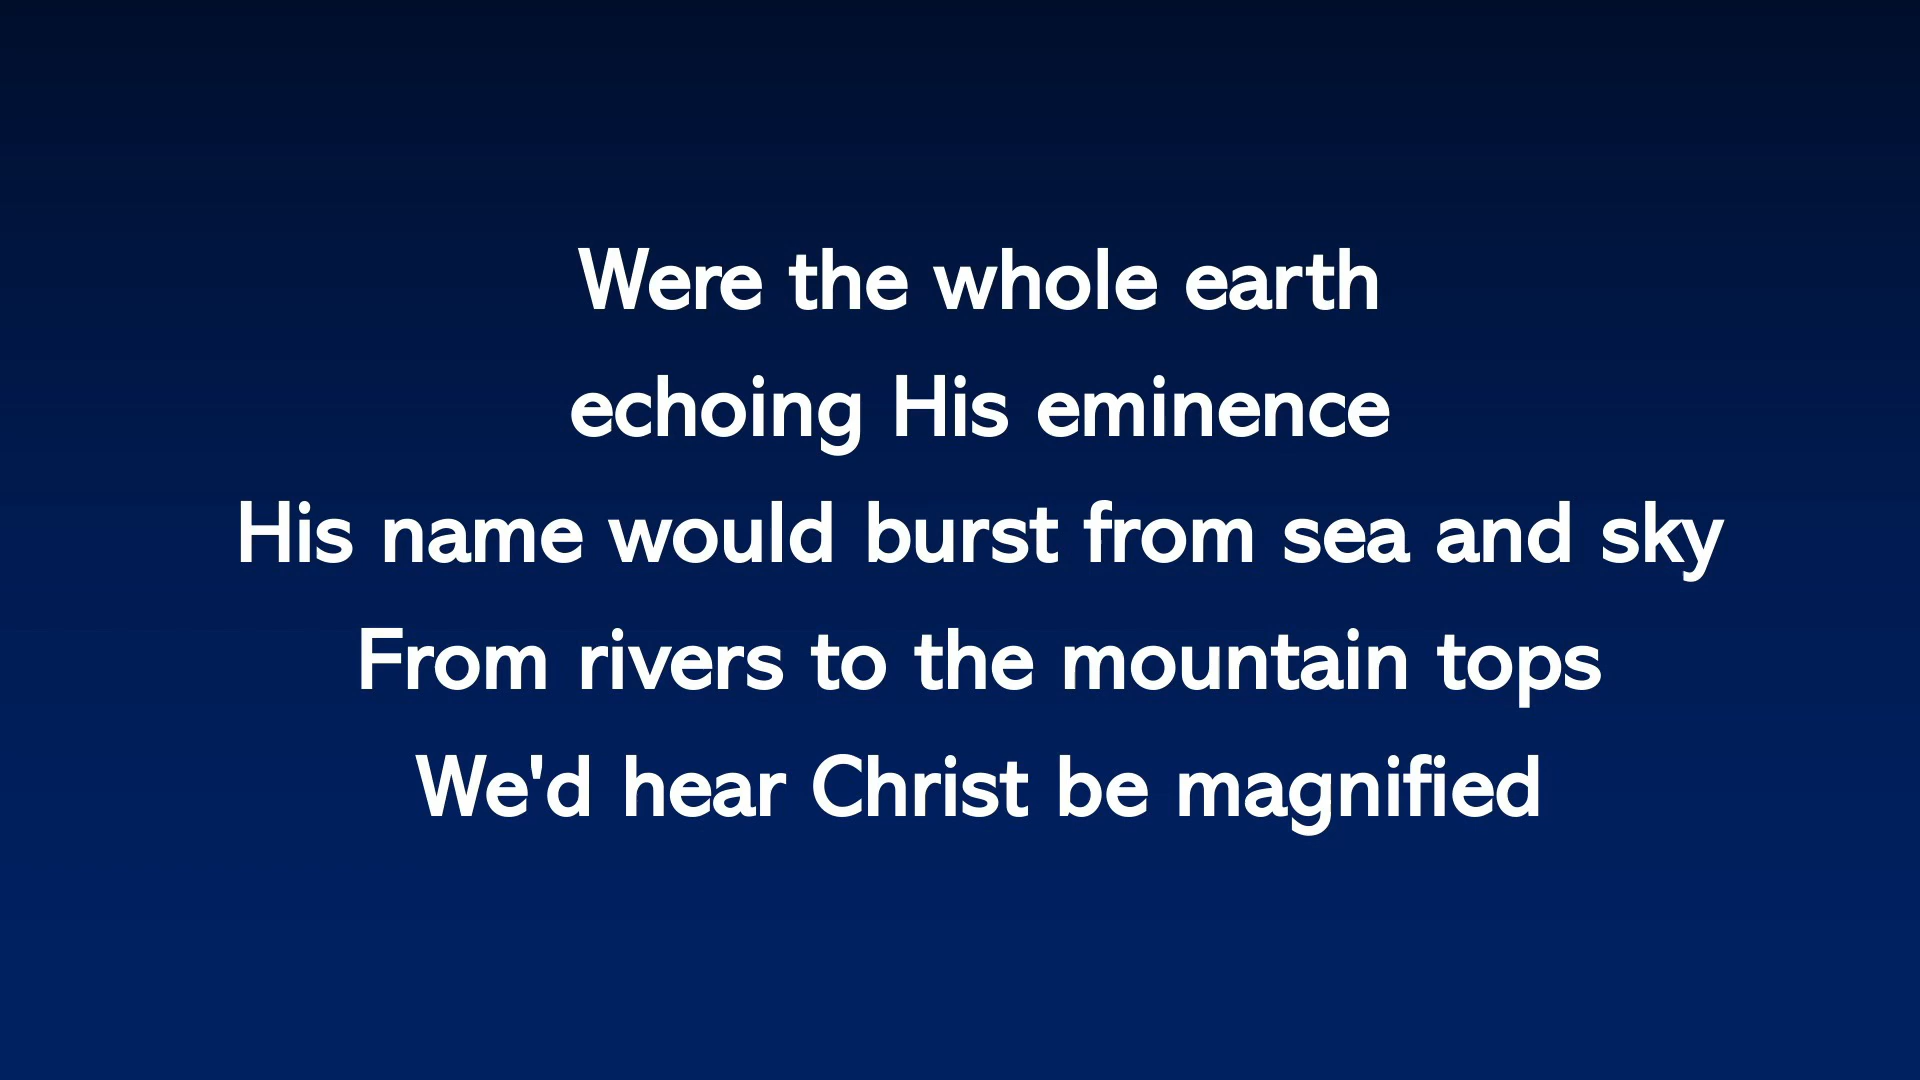 Were the whole earth
echoing His eminence
His name would burst from sea and sky
From rivers to the mountain tops
We'd hear Christ be magnified